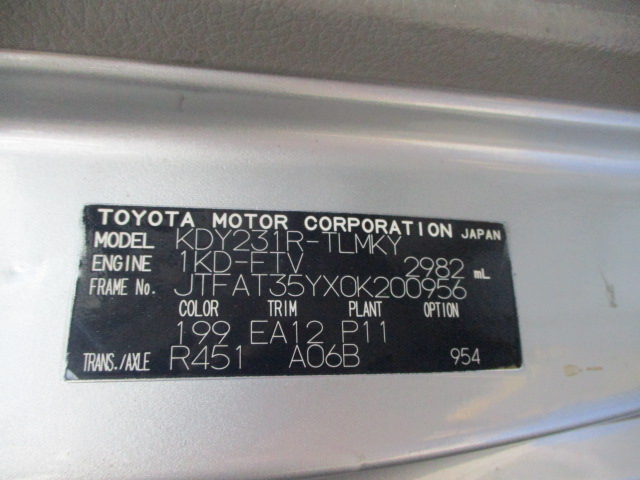 TOYOTA MOTOR CORPORATION JAPAN
MODEL KDY231R-TLMKY
ENGINE 1KD-FTV 2982 mL
FRAME No. JTFAT35YX0K200956
COLOR TRIM PLANT OPTION
199 EA12 P11
TRANS./AXLE R451 A06B 954